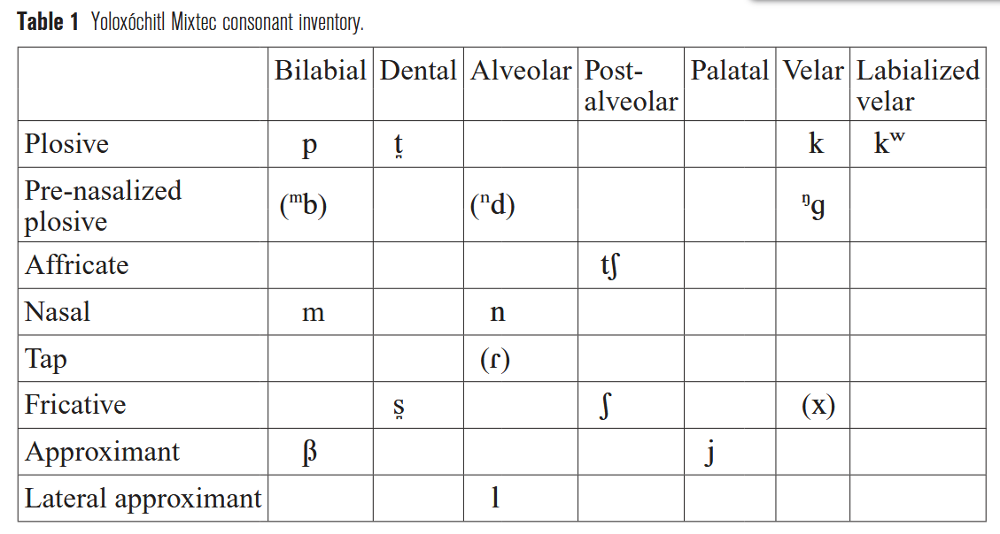 Table 1 Yoloxóchitl Mixtec consonant inventory.
Bilabial Dental Alveolar Post-alveolar Palatal Velar Labialized velar
Plosive p t̪ k kʷ
Pre-nasalized plosive (ᵐb) (ⁿd) ᵑɡ
Affricate tʃ
Nasal m n
Tap (ɾ)
Fricative s̪ ʃ (x)
Approximant β j
Lateral approximant l